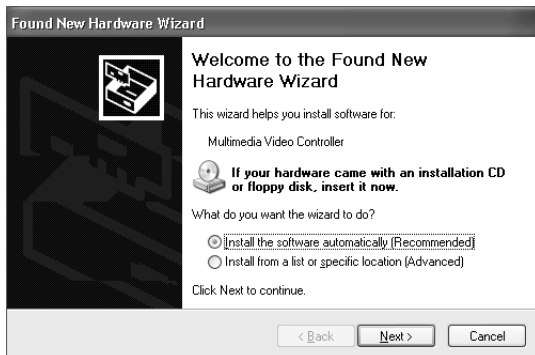 Found New Hardware Wizard
Welcome to the Found New
Hardware Wizard
This wizard helps you install software for:
Multimedia Video Controller
If your hardware came with an installation CD
or floppy disk, insert it now.
What do you want the wizard to do?
Install the software automatically (Recommended)
Install from a list or specific location (Advanced)
Click Next to continue.
< Back
Next >
Cancel